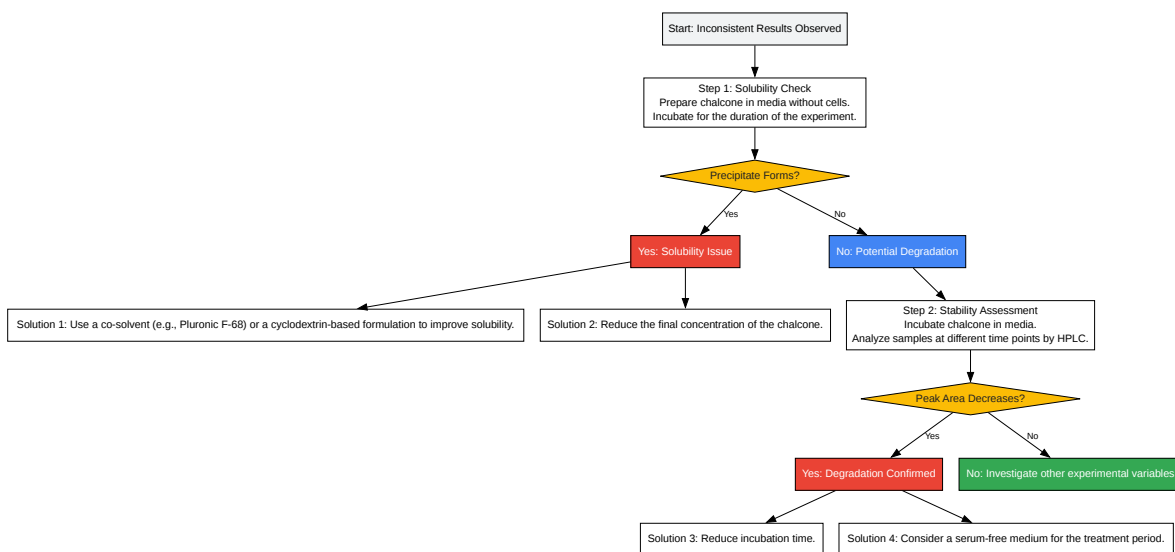 Start: Inconsistent Results Observed
Step 1: Solubility Check
Prepare chalcone in media without cells.
Incubate for the duration of the experiment.
Precipitate Forms?
Yes
No
Yes: Solubility Issue
No: Potential Degradation
Solution 1: Use a co-solvent (e.g., Pluronic F-68) or a cyclodextrin-based formulation to improve solubility.
Solution 2: Reduce the final concentration of the chalcone.
Step 2: Stability Assessment
Incubate chalcone in media.
Analyze samples at different time points by HPLC.
Peak Area Decreases?
Yes
No
Yes: Degradation Confirmed
No: Investigate other experimental variables
Solution 3: Reduce incubation time.
Solution 4: Consider a serum-free medium for the treatment period.